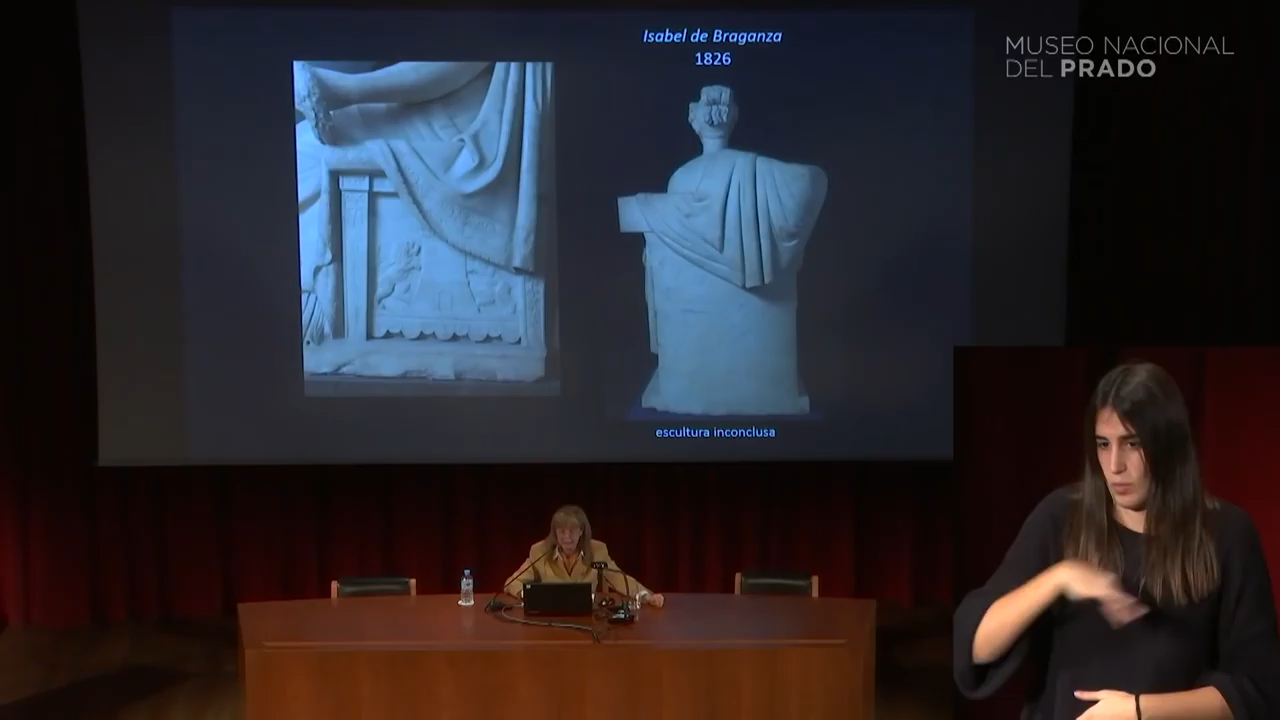 Isabel de Braganza
1826
MUSEO NACIONAL
DEL PRADO
escultura inconclusa